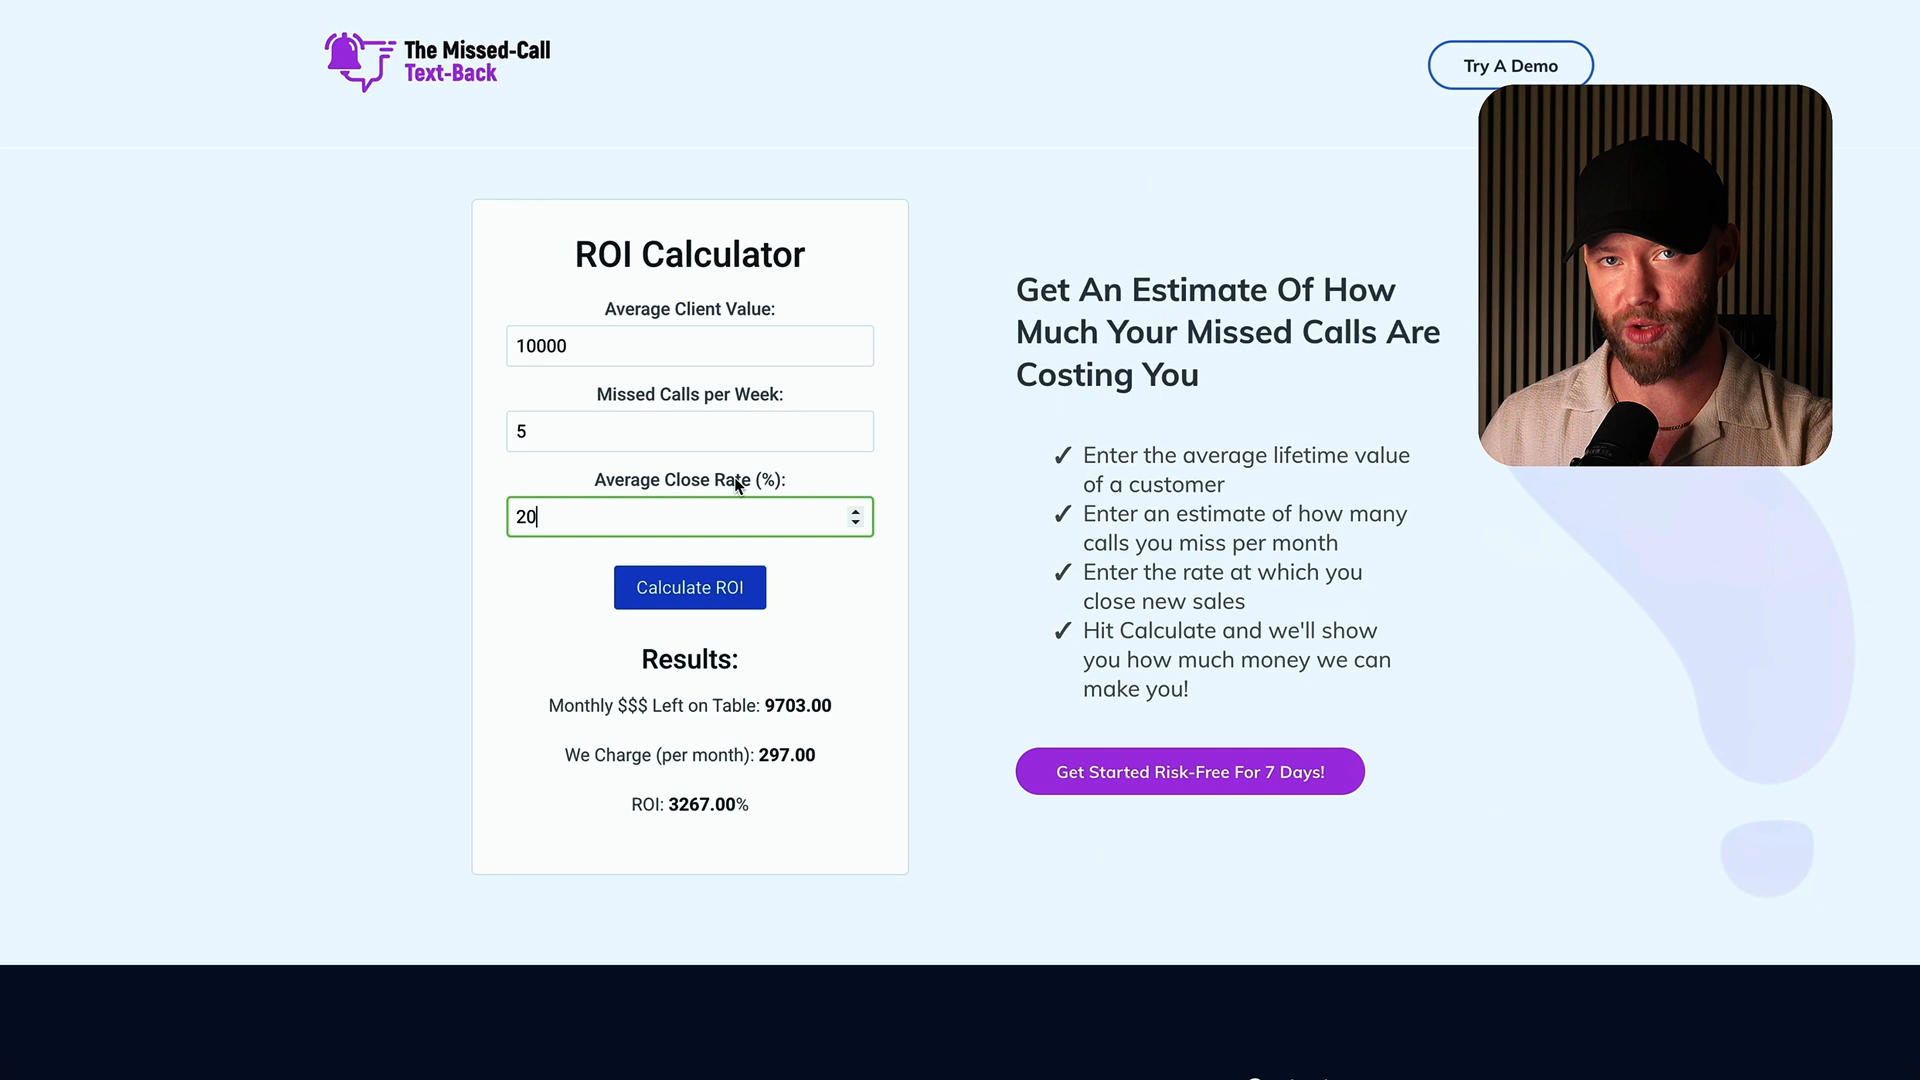 The Missed-Call
Text-Back
Try A Demo
ROI Calculator
Average Client Value:
10000
Missed Calls per Week:
5
Average Close Rate (%):
20
Calculate ROI
Results:
Monthly $$$ Left on Table: 9703.00
We Charge (per month): 297.00
ROI: 3267.00%
Get An Estimate Of How
Much Your Missed Calls Are
Costing You
✓ Enter the average lifetime value
of a customer
✓ Enter an estimate of how many
calls you miss per month
✓ Enter the rate at which you
close new sales
✓ Hit Calculate and we'll show
you how much money we can
make you!
Get Started Risk-Free For 7 Days!